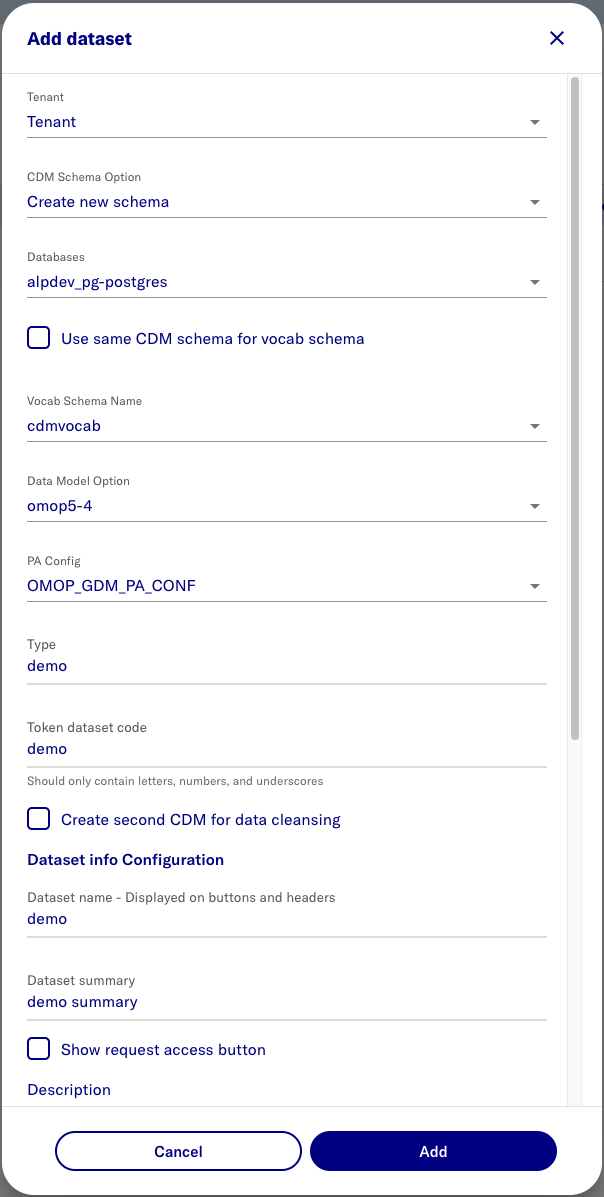 Add dataset
Tenant
Tenant
CDM Schema Option
Create new schema
Databases
alpdev_pg-postgres
Use same CDM schema for vocab schema
Vocab Schema Name
cdmvocab
Data Model Option
omop5-4
PA Config
OMOP_GDM_PA_CONF
Type
demo
Token dataset code
demo
Should only contain letters, numbers, and underscores
Create second CDM for data cleansing
Dataset info Configuration
Dataset name - Displayed on buttons and headers
demo
Dataset summary
demo summary
Show request access button
Description
Cancel
Add